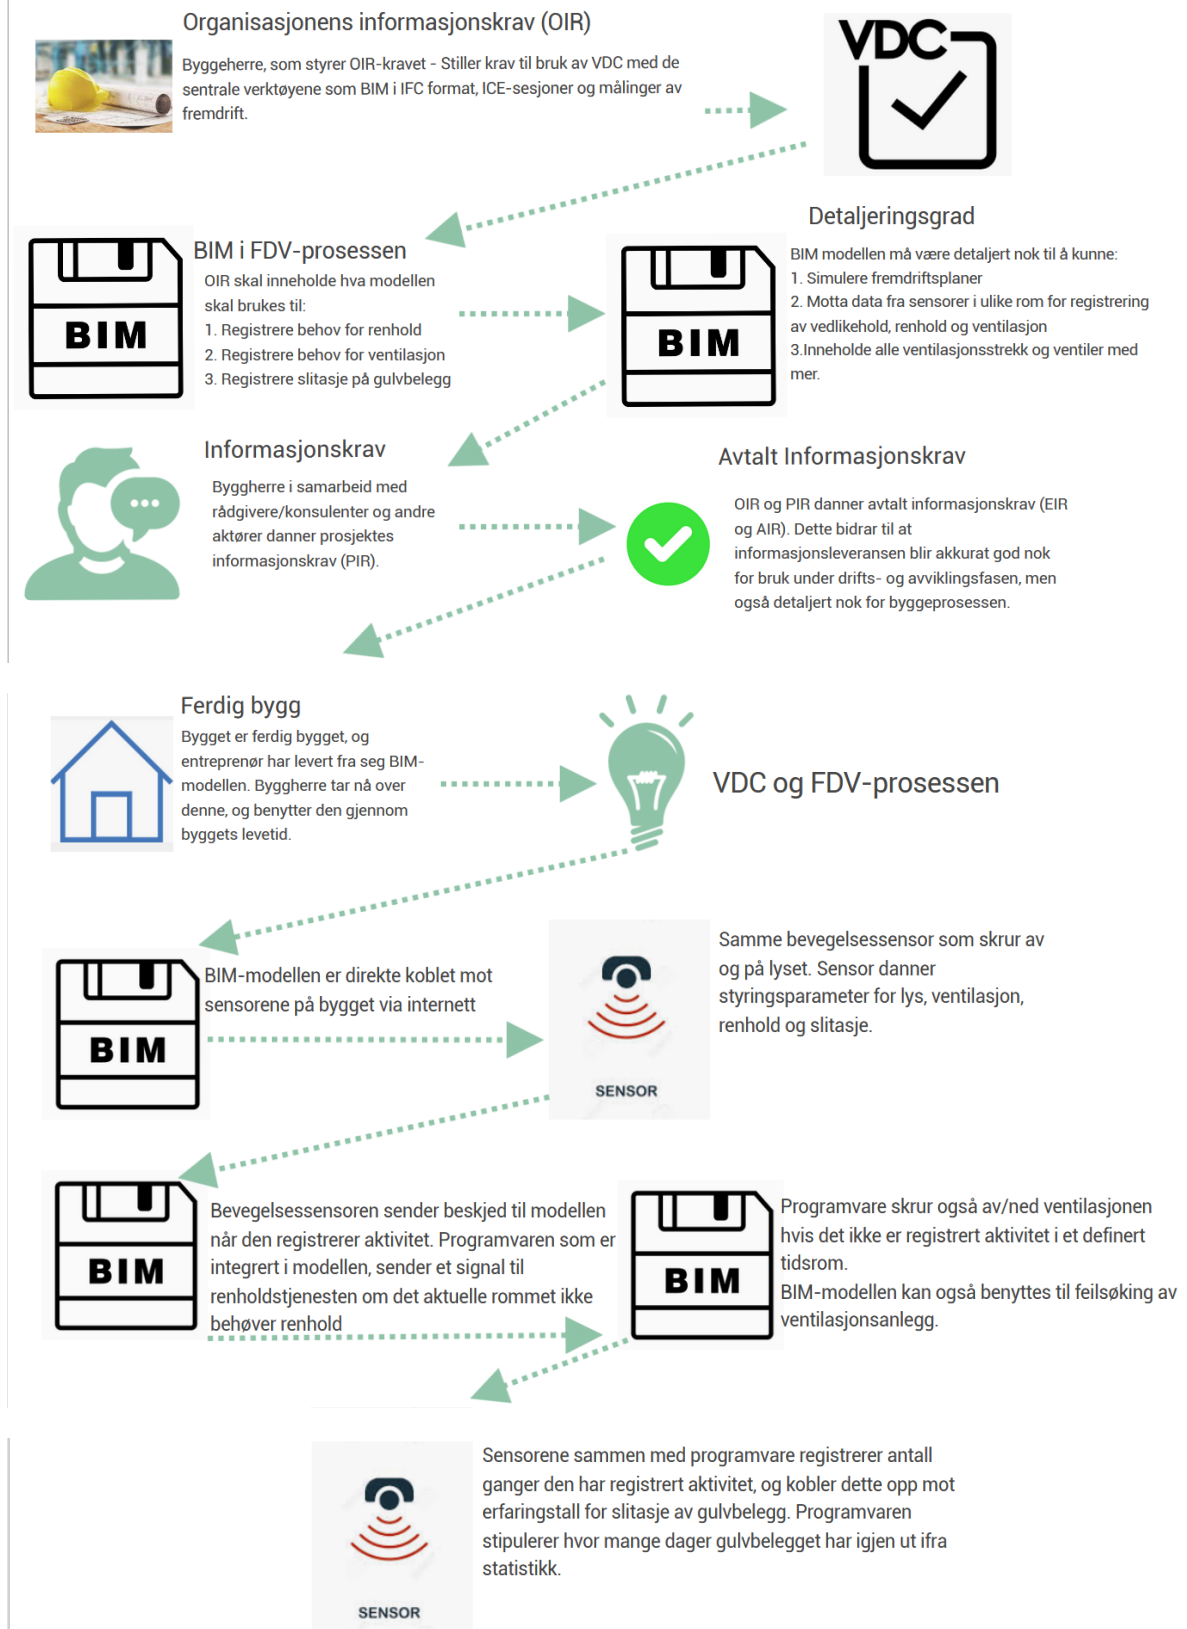 Organisasjonens informasjonskrav (OIR)
Byggeherre, som styrer OIR-kravet - Stiller krav til bruk av VDC med de
sentrale verktøyene som BIM i IFC format, ICE-sesjoner og målinger av
fremdrift.
VDC
BIM i FDV-prosessen
OIR skal inneholde hva modellen
skal brukes til:
1. Registrere behov for renhold
2. Registrere behov for ventilasjon
3. Registrere slitasje på gulvbelegg
BIM
Detaljeringsgrad
BIM modellen må være detaljert nok til å kunne:
1. Simulere fremdriftsplaner
2. Motta data fra sensorer i ulike rom for registrering
av vedlikehold, renhold og ventilasjon
3.Inneholde alle ventilasjonsstrekk og ventiler med
mer.
BIM
Informasjonskrav
Byggherre i samarbeid med
rådgivere/konsulenter og andre
aktører danner prosjektes
informasjonskrav (PIR).
Avtalt Informasjonskrav
OIR og PIR danner avtalt informasjonskrav (EIR
og AIR). Dette bidrar til at
informasjonsleveransen blir akkurat god nok
for bruk under drifts- og avviklingsfasen, men
også detaljert nok for byggeprosessen.
Ferdig bygg
Bygget er ferdig bygget, og
entreprenør har levert fra seg BIM-
modellen. Byggherre tar nå over
denne, og benytter den gjennom
byggets levetid.
VDC og FDV-prosessen
BIM-modellen er direkte koblet mot
sensorene på bygget via internett
BIM
Samme bevegelsessensor som skrur av
og på lyset. Sensor danner
styringsparameter for lys, ventilasjon,
renhold og slitasje.
SENSOR
Bevegelsessensoren sender beskjed til modellen
når den registrerer aktivitet. Programvaren som er
integrert i modellen, sender et signal til
renholdstjenesten om det aktuelle rommet ikke
behøver renhold
BIM
Programvare skrur også av/ned ventilasjonen
hvis det ikke er registrert aktivitet i et definert
tidsrom.
BIM-modellen kan også benyttes til feilsøking av
ventilasjonsanlegg.
BIM
Sensorene sammen med programvare registrerer antall
ganger den har registrert aktivitet, og kobler dette opp mot
erfaringstall for slitasje av gulvbelegg. Programvaren
stipulerer hvor mange dager gulvbelegget har igjen ut ifra
statistikk.
SENSOR